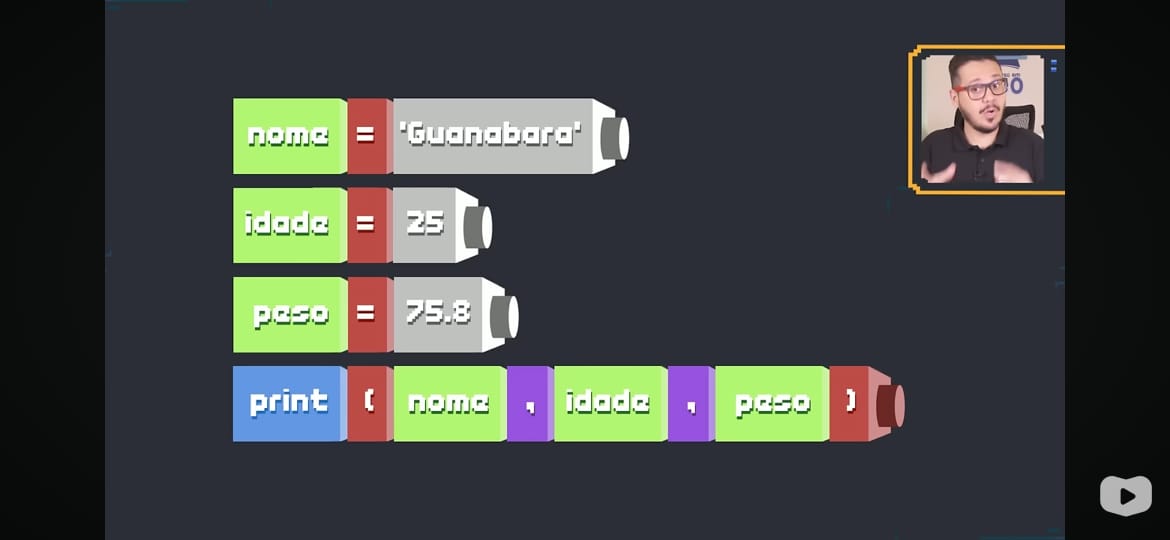 nome = 'Guanabara'
idade = 25
peso = 75.8
print ( nome , idade , peso )